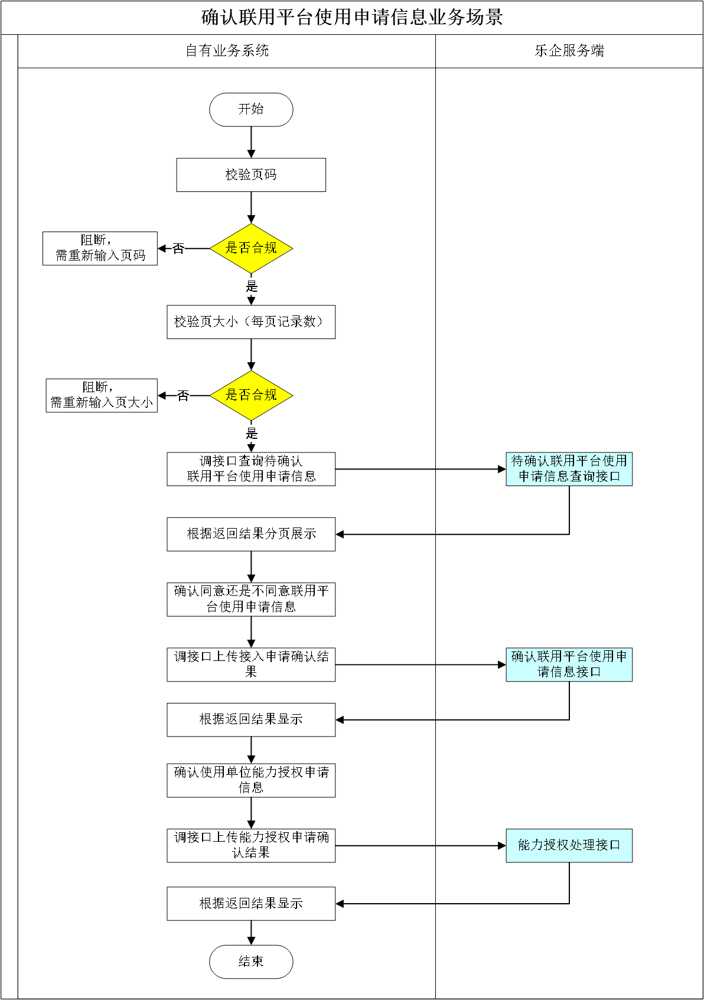 确认联用平台使用申请信息业务场景
自有业务系统
乐企服务端
开始
校验页码
是否合规
否
阻断，
需重新输入页码
是
校验页大小（每页记录数）
是否合规
否
阻断，
需重新输入页大小
是
调接口查询待确认
联用平台使用申请信息
待确认联用平台使用
申请信息查询接口
根据返回结果分页展示
确认同意还是不同意联用平
台使用申请信息
调接口上传接入申请确认结
果
确认联用平台使用申
请信息接口
根据返回结果显示
确认使用单位能力授权申请
信息
调接口上传能力授权申请确
认结果
能力授权处理接口
根据返回结果显示
结束